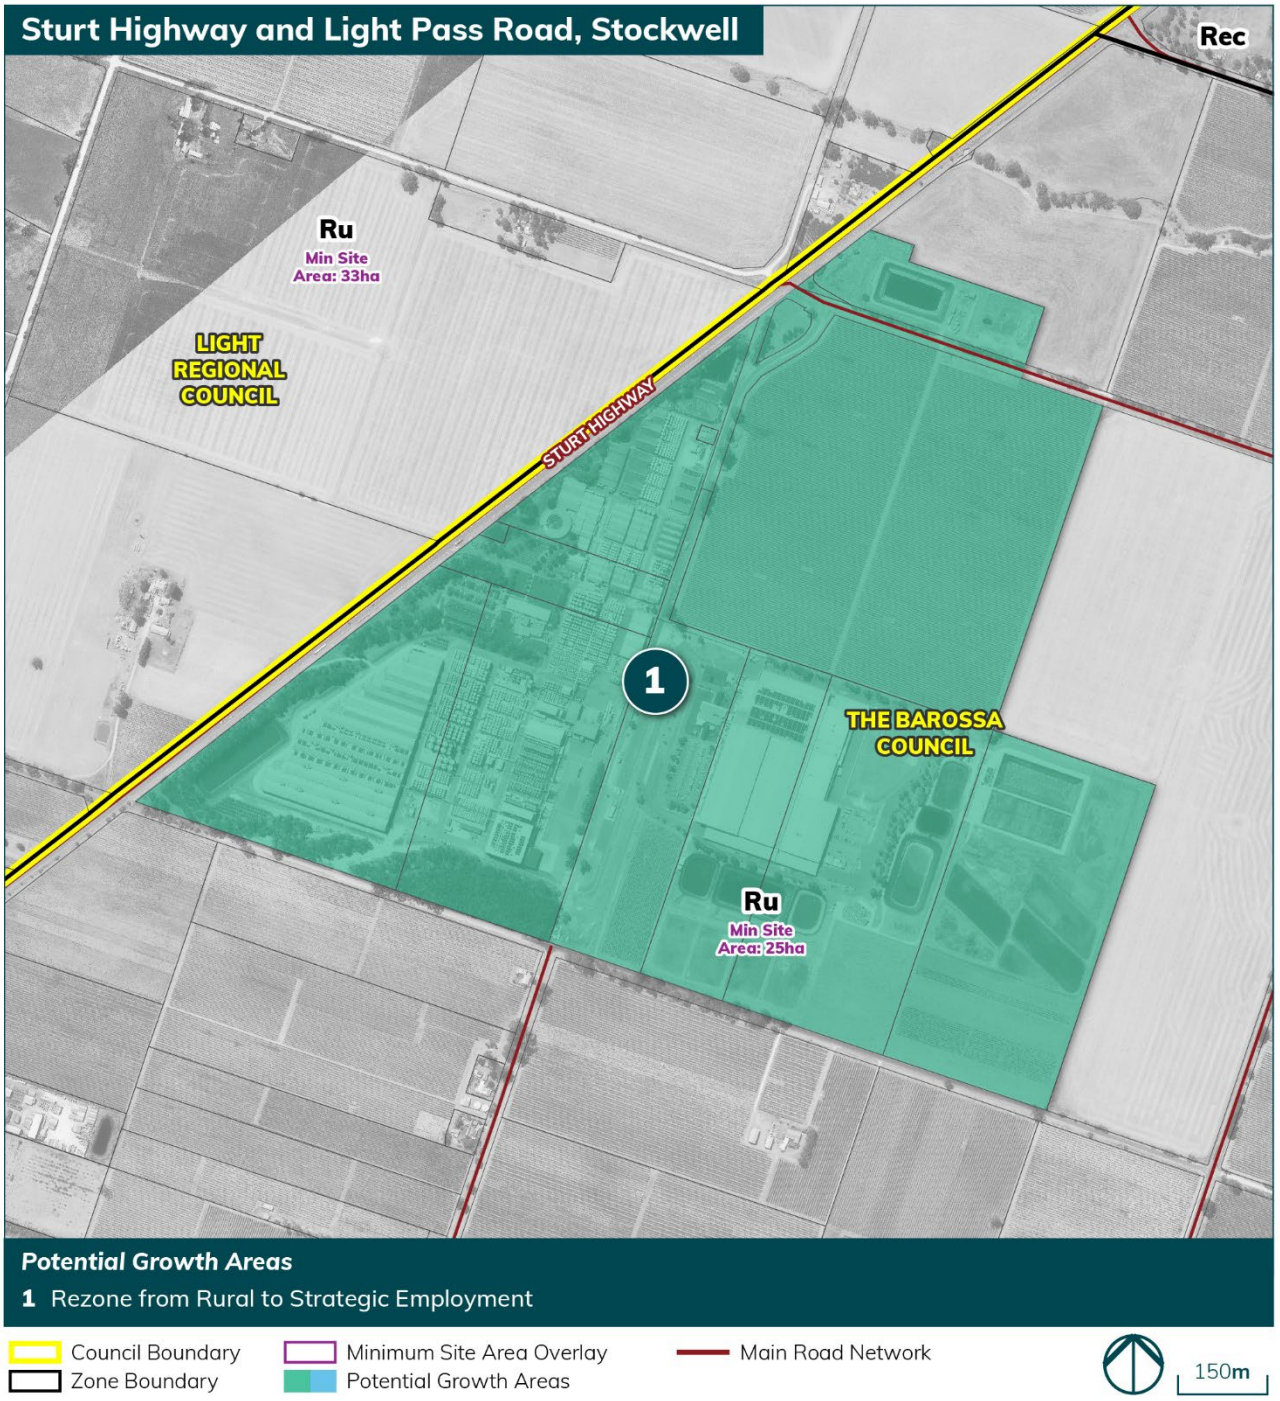 Sturt Highway and Light Pass Road, Stockwell
Rec
Ru
Min Site
Area: 33ha
LIGHT
REGIONAL
COUNCIL
STURT HIGHWAY
1
THE BAROSSA
COUNCIL
Ru
Min Site
Area: 25ha
Potential Growth Areas
1 Rezone from Rural to Strategic Employment
Council Boundary
Minimum Site Area Overlay
Main Road Network
Zone Boundary
Potential Growth Areas
150m